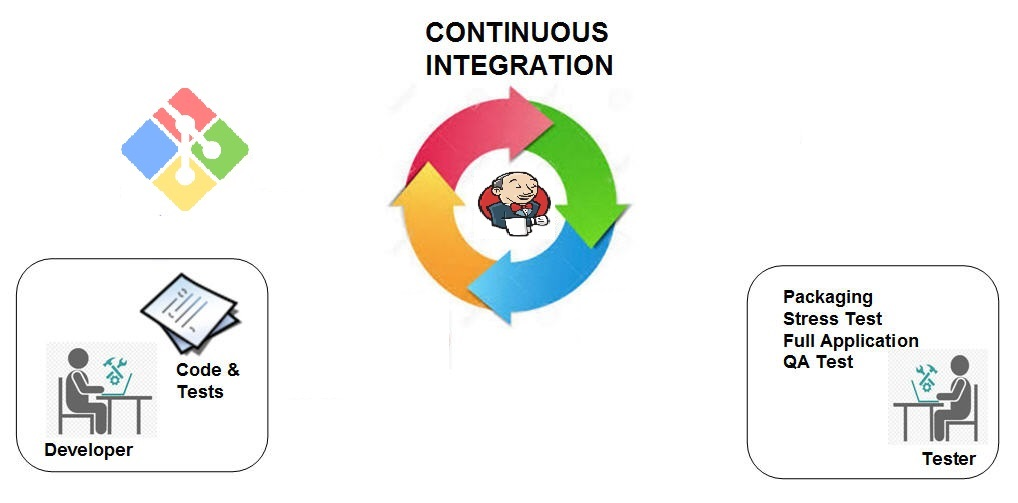 CONTINUOUS
INTEGRATION
Code &
Tests
Developer
Packaging
Stress Test
Full Application
QA Test
Tester